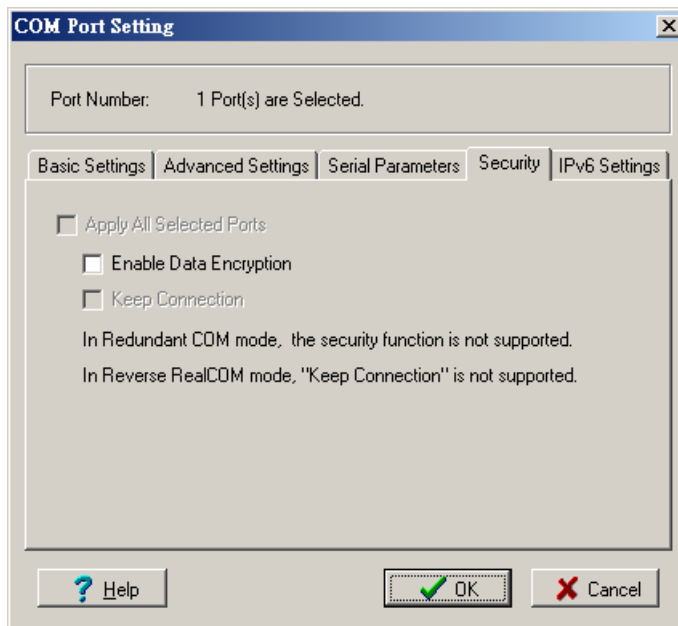 COM Port Setting
Port Number: 1 Port(s) are Selected.
Basic Settings Advanced Settings Serial Parameters Security IPv6 Settings
Apply All Selected Ports
Enable Data Encryption
Keep Connection
In Redundant COM mode, the security function is not supported.
In Reverse RealCOM mode, "Keep Connection" is not supported.
? Help OK Cancel